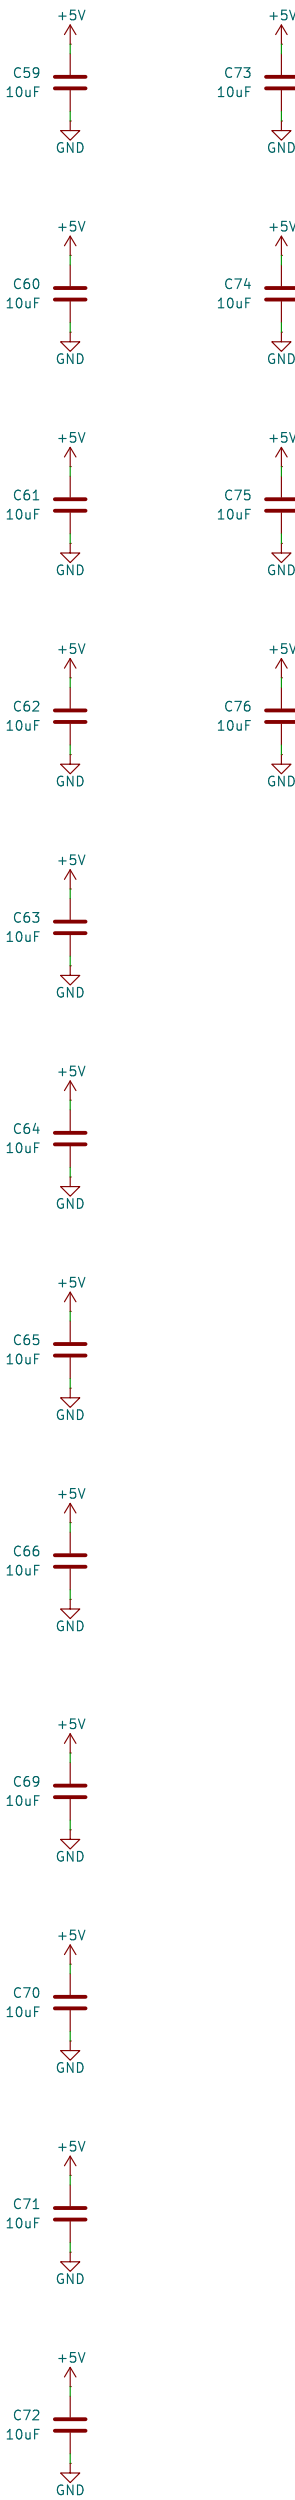 +5V
C59
10uF
GND
+5V
C60
10uF
GND
+5V
C61
10uF
GND
+5V
C62
10uF
GND
+5V
C63
10uF
GND
+5V
C64
10uF
GND
+5V
C65
10uF
GND
+5V
C66
10uF
GND
+5V
C69
10uF
GND
+5V
C70
10uF
GND
+5V
C71
10uF
GND
+5V
C72
10uF
GND
+5V
C73
10uF
GND
+5V
C74
10uF
GND
+5V
C75
10uF
GND
+5V
C76
10uF
GND